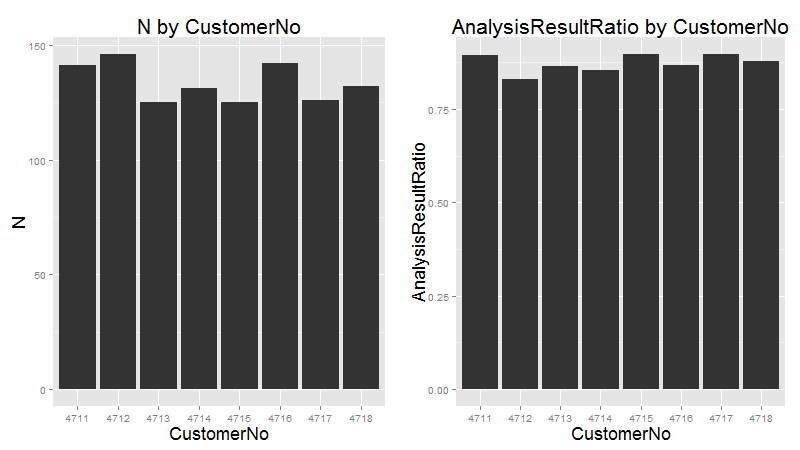 N by CustomerNo
150
100
50
0
N
4711 4712 4713 4714 4715 4716 4717 4718
CustomerNo
AnalysisResultRatio by CustomerNo
0.75
0.50
0.25
0.00
AnalysisResultRatio
4711 4712 4713 4714 4715 4716 4717 4718
CustomerNo